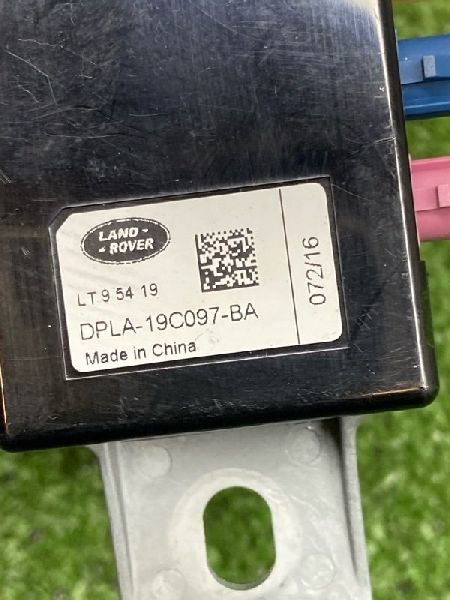 LAND -
- ROVER
LT 9 54 19
DPLA-19C097-BA
Made in China
072/16